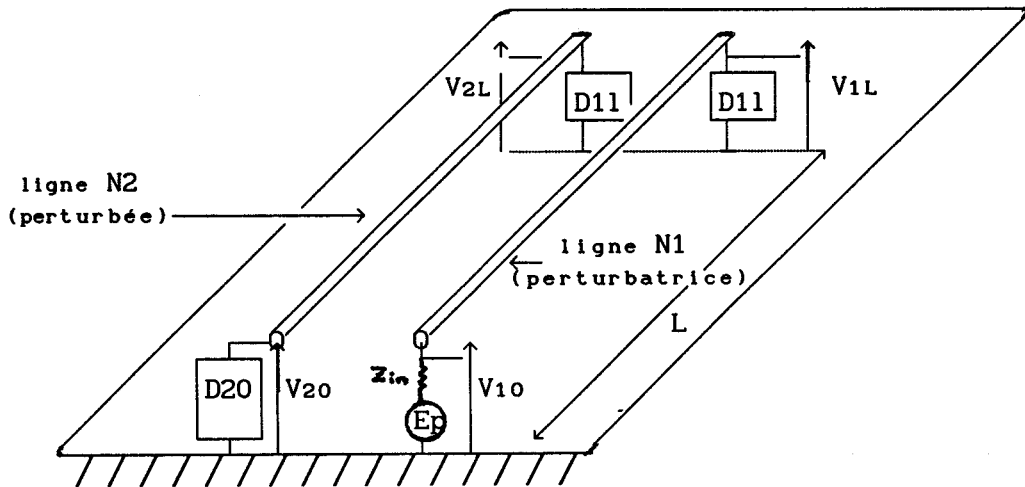 V2L
D11
D11
V1L
ligne N2
(perturbée)
ligne N1
(perturbatrice)
L
D20
V20
Zin
Ep
V10